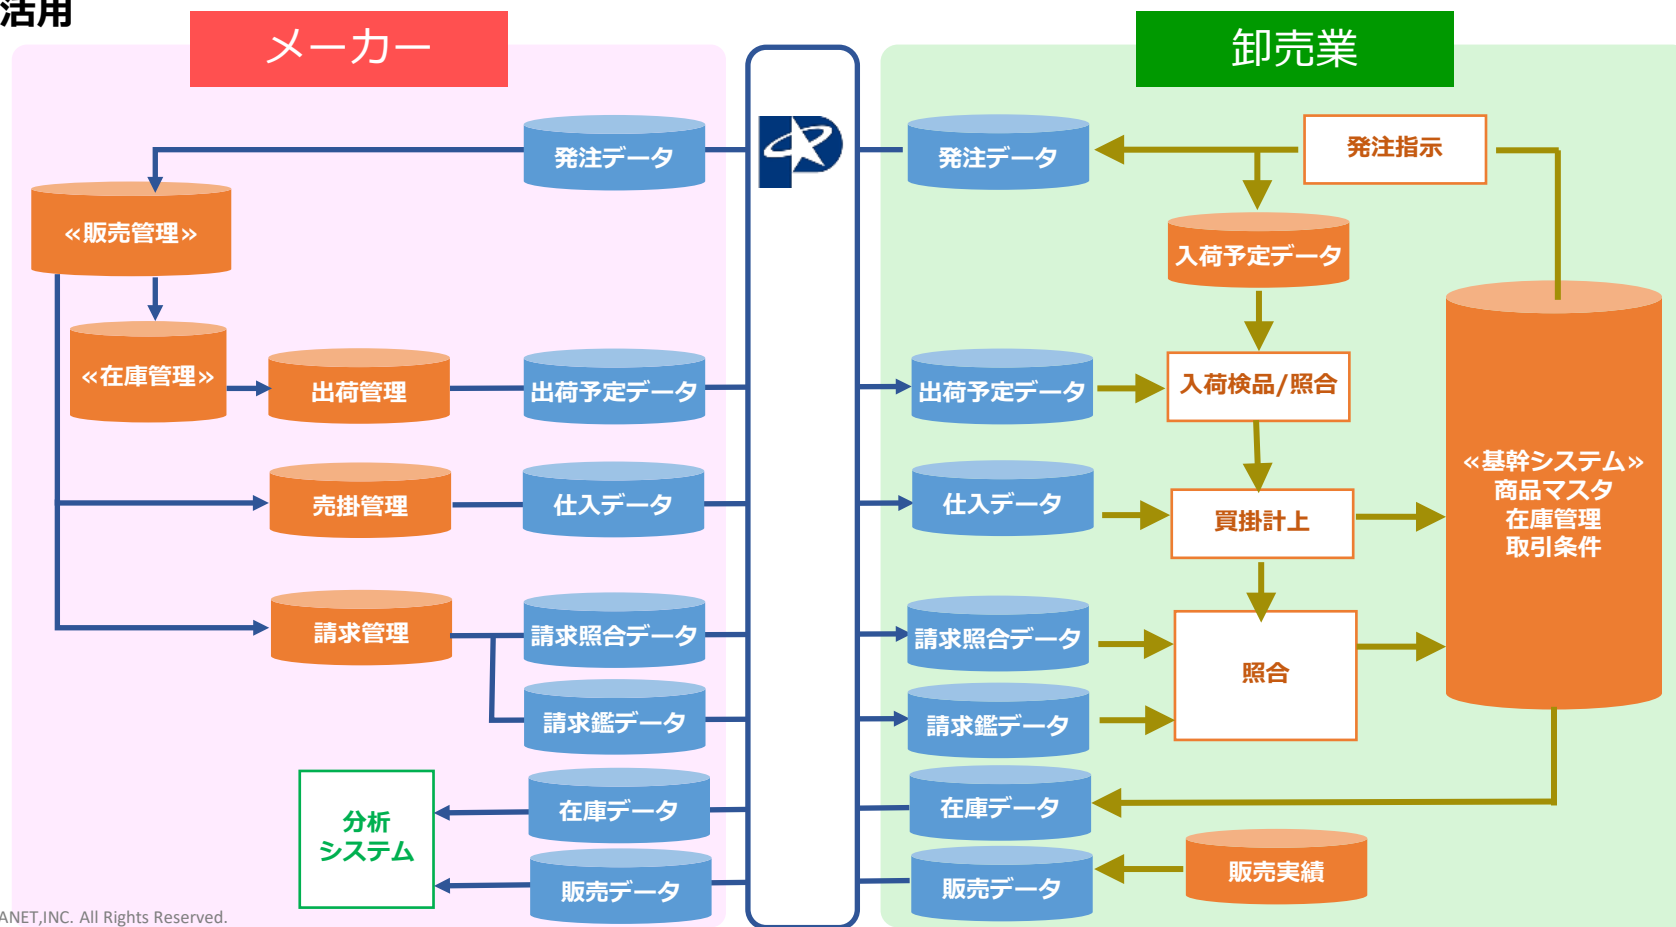 活用
メーカー
卸売業
発注データ
発注データ
発注指示
«販売管理»
入荷予定データ
«在庫管理»
出荷管理
出荷予定データ
出荷予定データ
入荷検品/照合
«基幹システム»
商品マスタ
在庫管理
取引条件
売掛管理
仕入データ
仕入データ
買掛計上
請求管理
請求照合データ
請求照合データ
照合
請求鑑データ
請求鑑データ
分析
システム
在庫データ
在庫データ
販売データ
販売データ
販売実績
ANET,INC. All Rights Reserved.